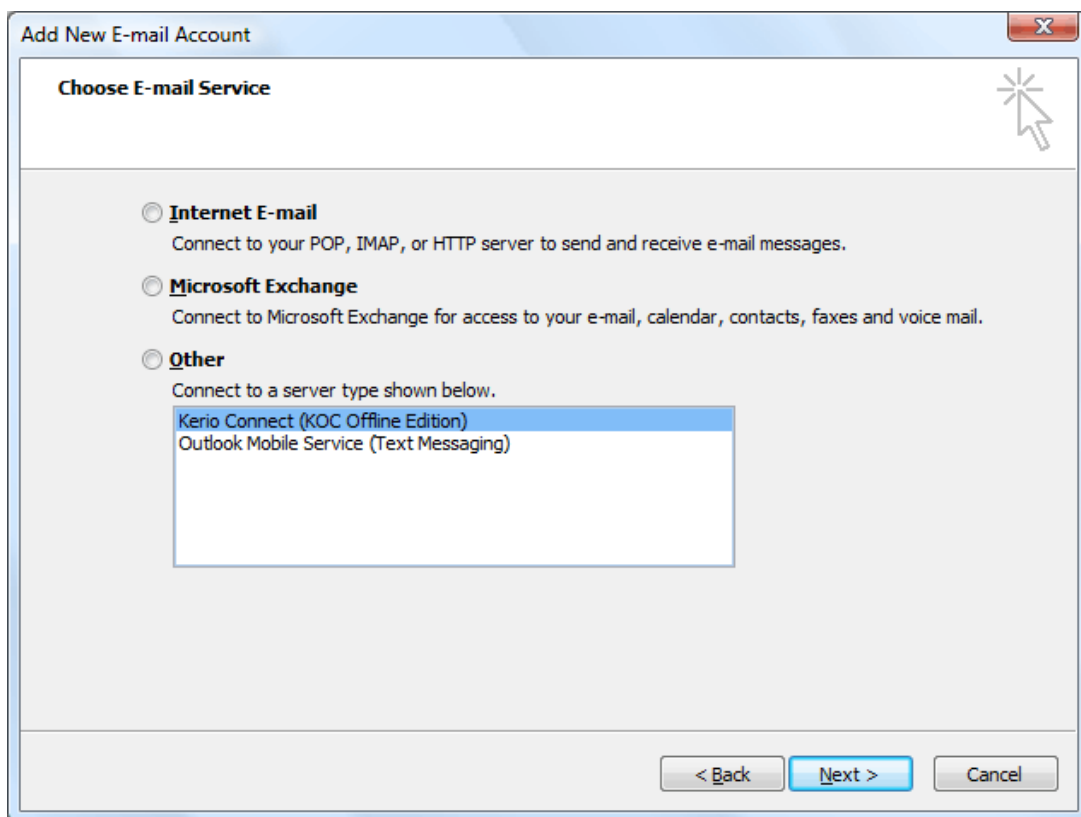 Add New E-mail Account
Choose E-mail Service
Internet E-mail
Connect to your POP, IMAP, or HTTP server to send and receive e-mail messages.
Microsoft Exchange
Connect to Microsoft Exchange for access to your e-mail, calendar, contacts, faxes and voice mail.
Other
Connect to a server type shown below.
Kerio Connect (KOC Offline Edition)
Outlook Mobile Service (Text Messaging)
< Back Next > Cancel